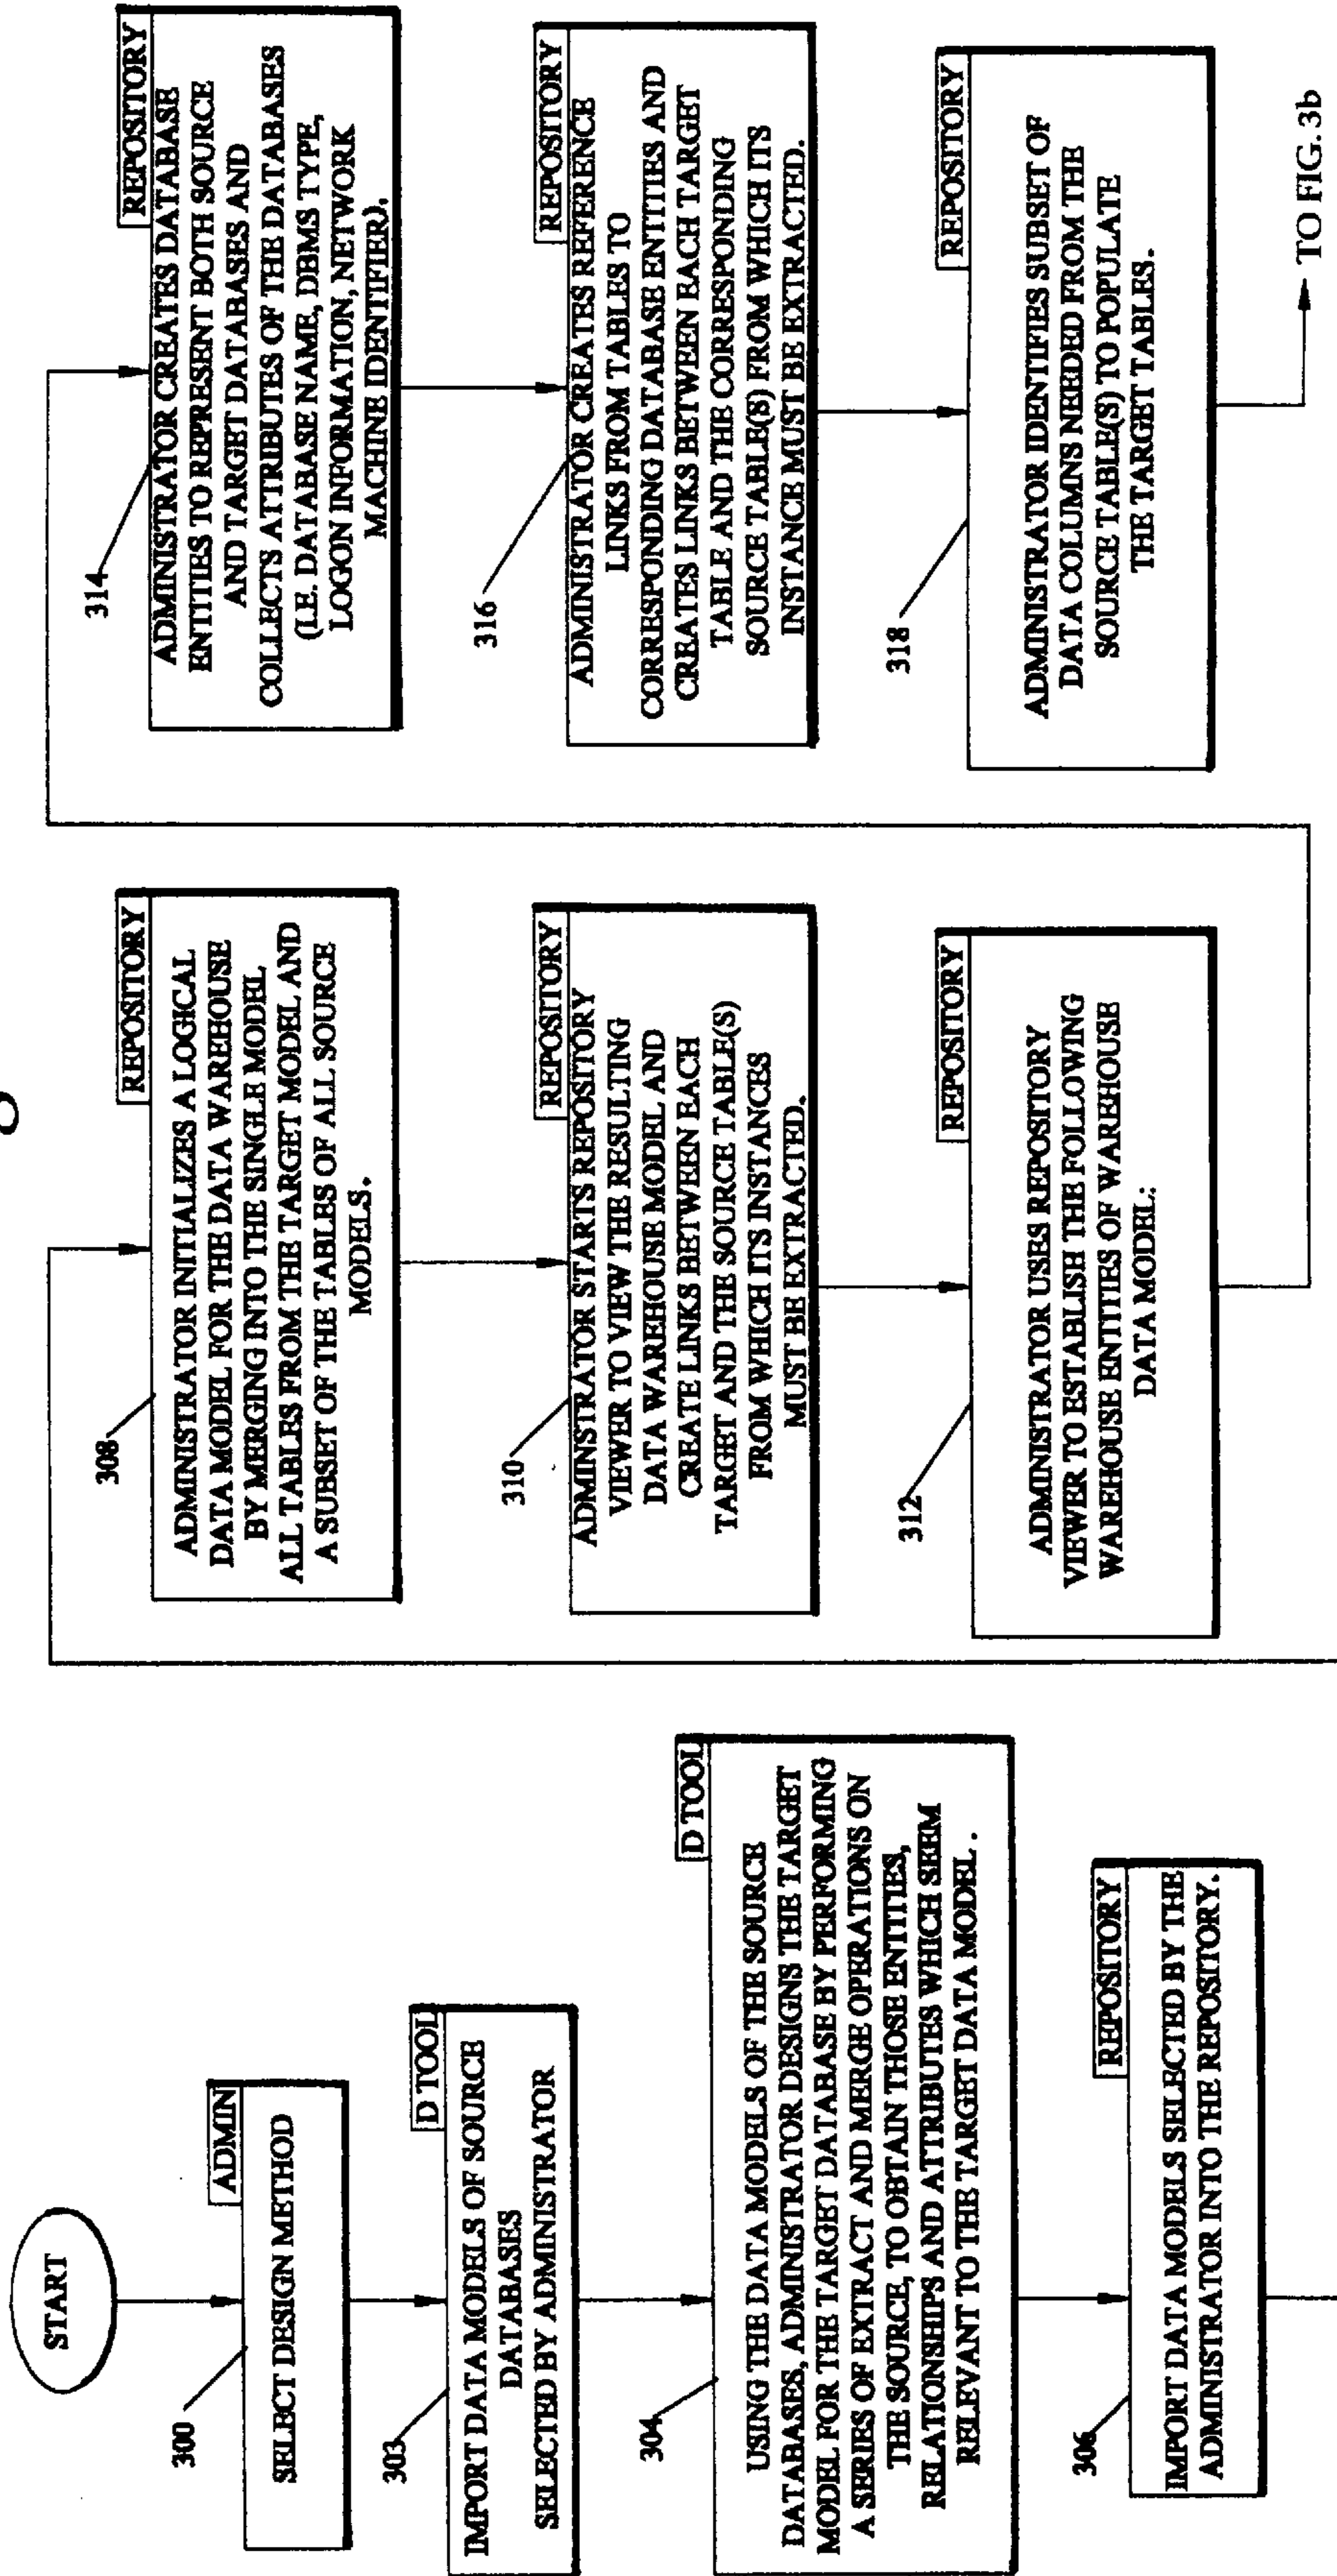 START
ADMIN
300
SELECT DESIGN METHOD
D TOOL
303
IMPORT DATA MODELS OF SOURCE
DATABASES
SELECTED BY ADMINISTRATOR
D TOOL
304
USING THE DATA MODELS OF THE SOURCE
DATABASES, ADMINISTRATOR DESIGNS THE TARGET
MODEL FOR THE TARGET DATABASE BY PERFORMING
A SERIES OF EXTRACT AND MERGE OPERATIONS ON
THE SOURCE, TO OBTAIN THOSE ENTITIES,
RELATIONSHIPS AND ATTRIBUTES WHICH SEEM
RELEVANT TO THE TARGET DATA MODEL .
REPOSITORY
306
IMPORT DATA MODELS SELECTED BY THE
ADMINISTRATOR INTO THE REPOSITORY.
REPOSITORY
308
ADMINISTRATOR INITIALIZES A LOGICAL
DATA MODEL FOR THE DATA WAREHOUSE
BY MERGING INTO THE SINGLE MODEL
ALL TABLES FROM THE TARGET MODEL AND
A SUBSET OF THE TABLES OF ALL SOURCE
MODELS.
REPOSITORY
310
ADMINSTRATOR STARTS REPOSITORY
VIEWER TO VIEW THE RESULTING
DATA WAREHOUSE MODEL AND
CREATE LINKS BETWEEN EACH
TARGET AND THE SOURCE TABLE(S)
FROM WHICH ITS INSTANCES
MUST BE EXTRACTED.
REPOSITORY
312
ADMINISTRATOR USES REPOSITORY
VIEWER TO ESTABLISH THE FOLLOWING
WAREHOUSE ENTITIES OF WAREHOUSE
DATA MODEL:
REPOSITORY
314
ADMINISTRATOR CREATES DATABASE
ENTITIES TO REPRESENT BOTH SOURCE
AND TARGET DATABASES AND
COLLECTS ATTRIBUTES OF THE DATABASES
(I.E. DATABASE NAME, DBMS TYPE,
LOGON INFORMATION, NETWORK
MACHINE IDENTIFIER).
REPOSITORY
316
ADMINISTRATOR CREATES REFERENCE
LINKS FROM TABLES TO
CORRESPONDING DATABASE ENTITIES AND
CREATES LINKS BETWEEN EACH TARGET
TABLE AND THE CORRESPONDING
SOURCE TABLE(S) FROM WHICH ITS
INSTANCE MUST BE EXTRACTED.
REPOSITORY
318
ADMINISTRATOR IDENTIFIES SUBSET OF
DATA COLUMNS NEEDED FROM THE
SOURCE TABLE(S) TO POPULATE
THE TARGET TABLES.
TO FIG. 3b